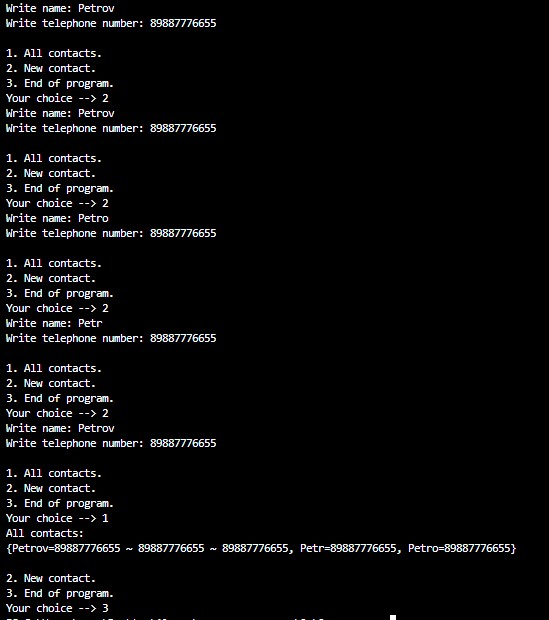 Write name: Petrov
Write telephone number: 89887776655
1. All contacts.
2. New contact.
3. End of program.
Your choice --> 2
Write name: Petrov
Write telephone number: 89887776655
1. All contacts.
2. New contact.
3. End of program.
Your choice --> 2
Write name: Petro
Write telephone number: 89887776655
1. All contacts.
2. New contact.
3. End of program.
Your choice --> 2
Write name: Petr
Write telephone number: 89887776655
1. All contacts.
2. New contact.
3. End of program.
Your choice --> 2
Write name: Petrov
Write telephone number: 89887776655
1. All contacts.
2. New contact.
3. End of program.
Your choice --> 1
All contacts:
{Petrov=89887776655 ~ 89887776655 ~ 89887776655, Petr=89887776655, Petro=89887776655}
2. New contact.
3. End of program.
Your choice --> 3